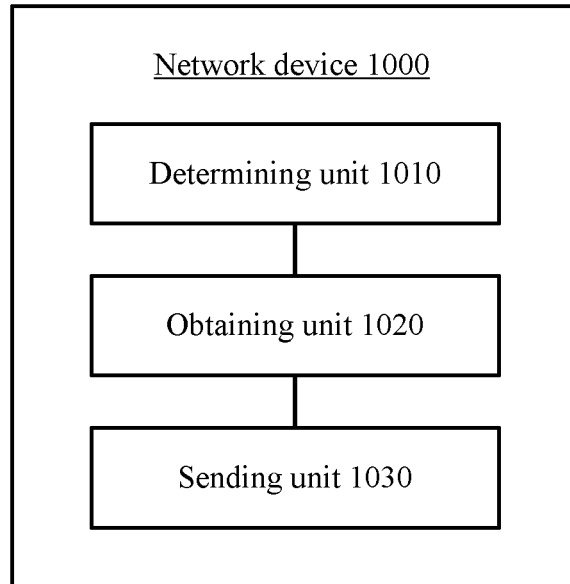 Network device 1000
Determining unit 1010
Obtaining unit 1020
Sending unit 1030